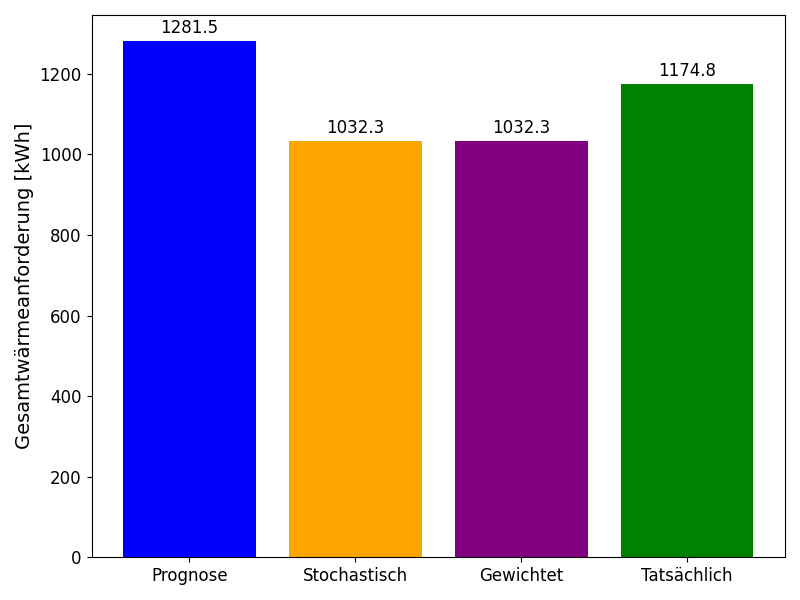 1281.5
1174.8
1032.3
1032.3
Gesamtwärmeanforderung [kWh]
1200
1000
800
600
400
200
0
Prognose
Stochastisch
Gewichtet
Tatsächlich